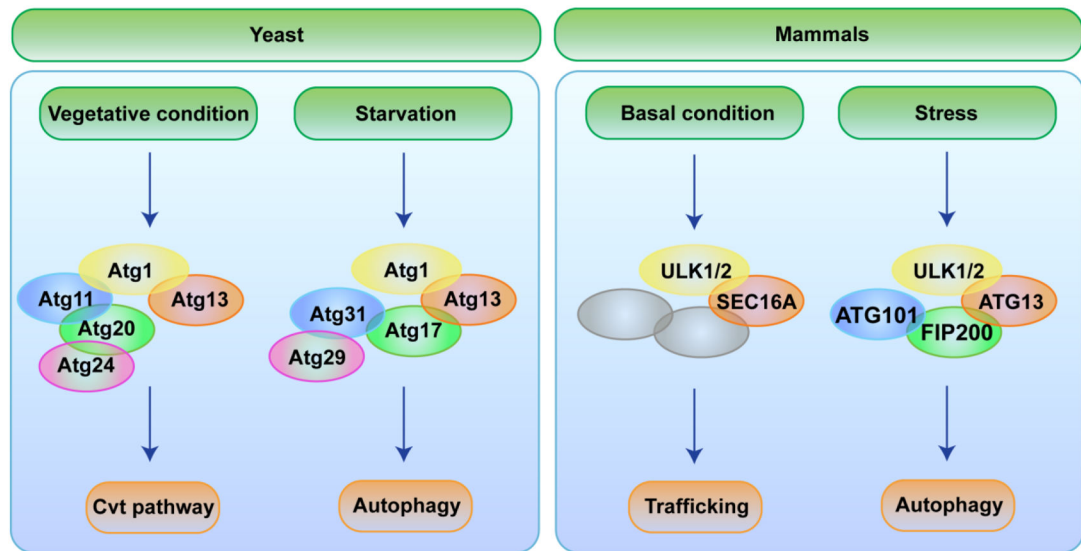 Yeast
Mammals
Vegetative condition
Starvation
Basal condition
Stress
Atg1
Atg11
Atg13
Atg20
Atg24
Atg1
Atg13
Atg31
Atg17
Atg29
ULK1/2
SEC16A
ULK1/2
ATG13
ATG101
FIP200
Cvt pathway
Autophagy
Trafficking
Autophagy